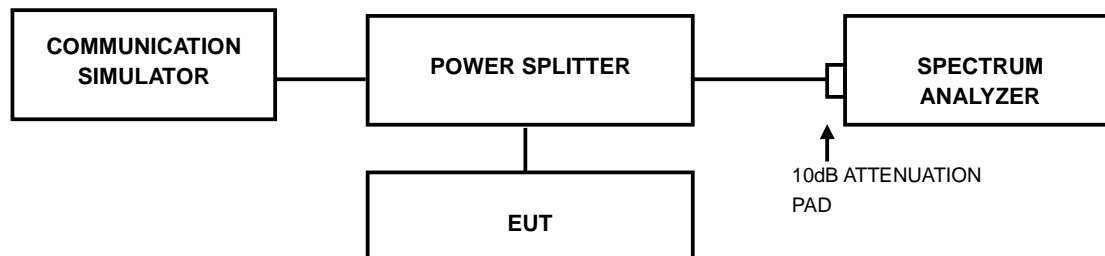 COMMUNICATION
SIMULATOR
POWER SPLITTER
SPECTRUM
ANALYZER
10dB ATTENUATION
PAD
EUT